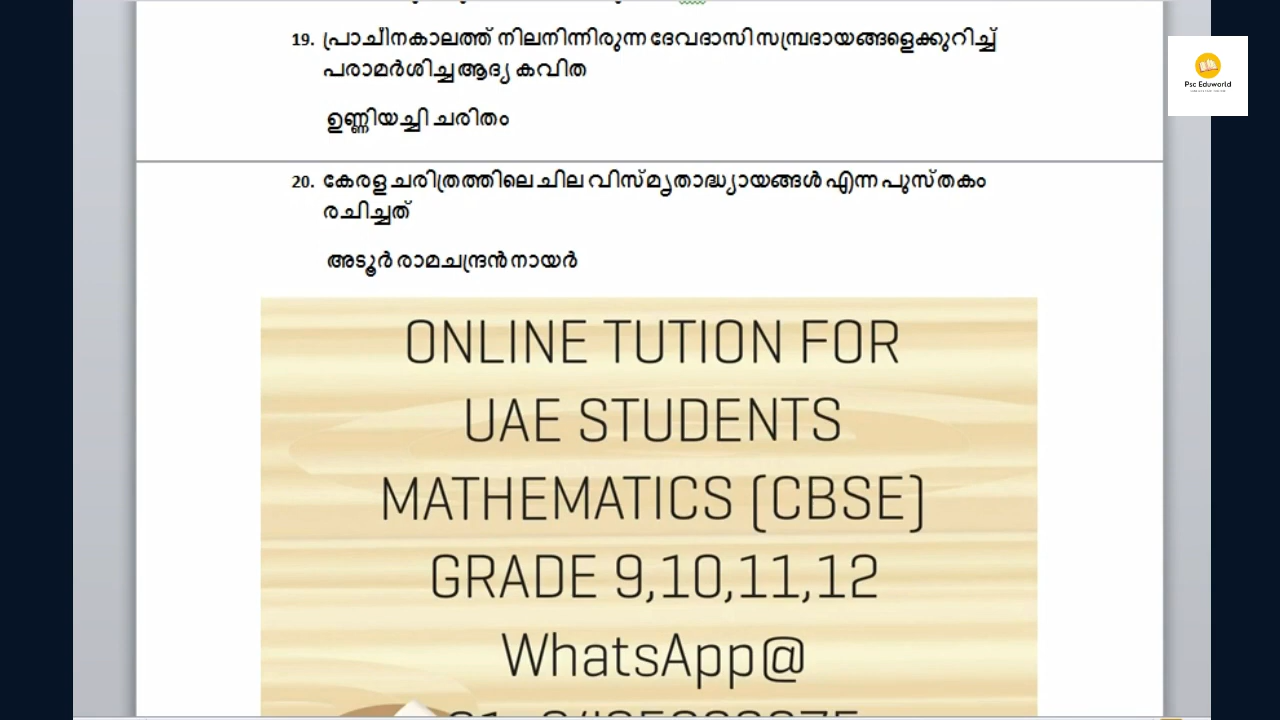 19. പ്രാചീനകാലത്ത് നിലനിന്നിരുന്ന ദേവദാസി സമ്പ്രദായങ്ങളെക്കുറിച്ച്
പരാമർശിച്ച ആദ്യ കവിത
ഉണ്ണിയച്ചി ചരിതം
20. കേരള ചരിത്രത്തിലെ ചില വിസ്മൃതാദ്ധ്യായങ്ങൾ എന്ന പുസ്തകം
രചിച്ചത്
അടൂർ രാമചന്ദ്രൻ നായർ
ONLINE TUTION FOR
UAE STUDENTS
MATHEMATICS (CBSE)
GRADE 9,10,11,12
WhatsApp@
Psc Eduworld